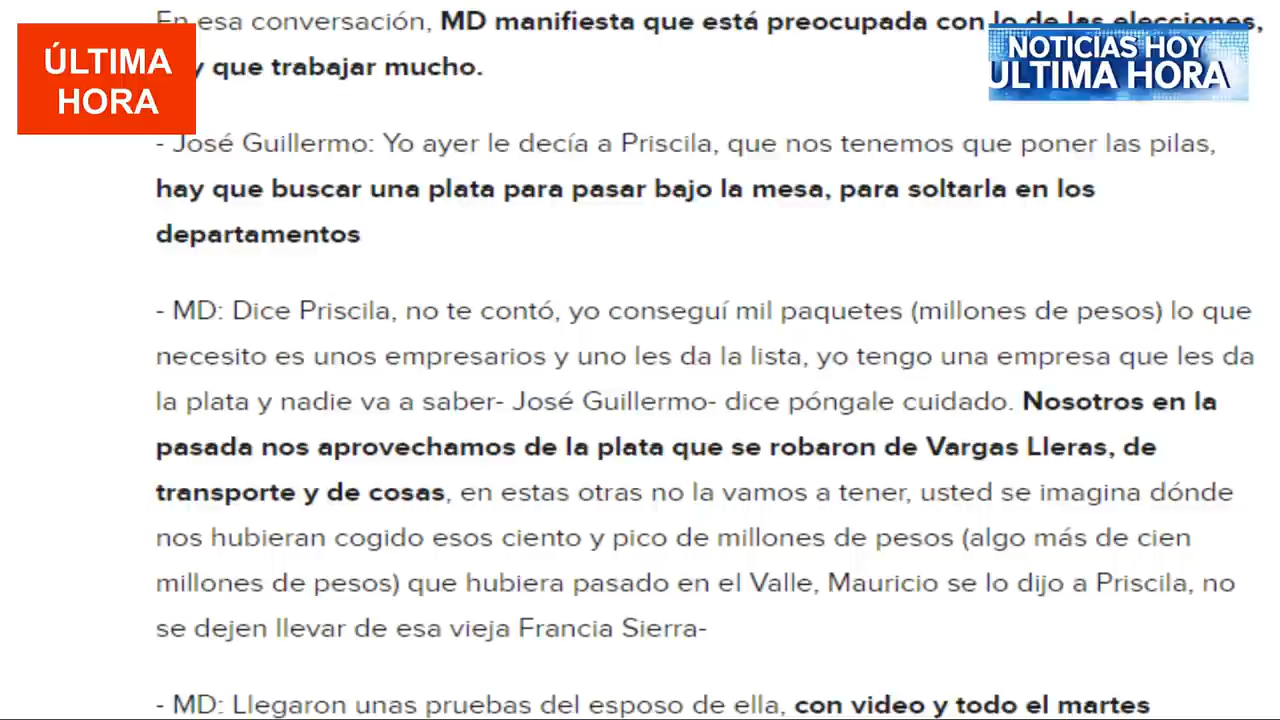 En esa conversación, MD manifiesta que está preocupada con lo de las elecciones,
y que trabajar mucho.
ÚLTIMA
HORA
NOTICIAS HOY
ULTIMA HORA
- José Guillermo: Yo ayer le decía a Priscila, que nos tenemos que poner las pilas,
hay que buscar una plata para pasar bajo la mesa, para soltarla en los
departamentos
- MD: Dice Priscila, no te contó, yo conseguí mil paquetes (millones de pesos) lo que
necesito es unos empresarios y uno les da la lista, yo tengo una empresa que les da
la plata y nadie va a saber- José Guillermo- dice póngale cuidado. Nosotros en la
pasada nos aprovechamos de la plata que se robaron de Vargas Lleras, de
transporte y de cosas, en estas otras no la vamos a tener, usted se imagina dónde
nos hubieran cogido esos ciento y pico de millones de pesos (algo más de cien
millones de pesos) que hubiera pasado en el Valle, Mauricio se lo dijo a Priscila, no
se dejen llevar de esa vieja Francia Sierra-
- MD: Llegaron unas pruebas del esposo de ella, con video y todo el martes